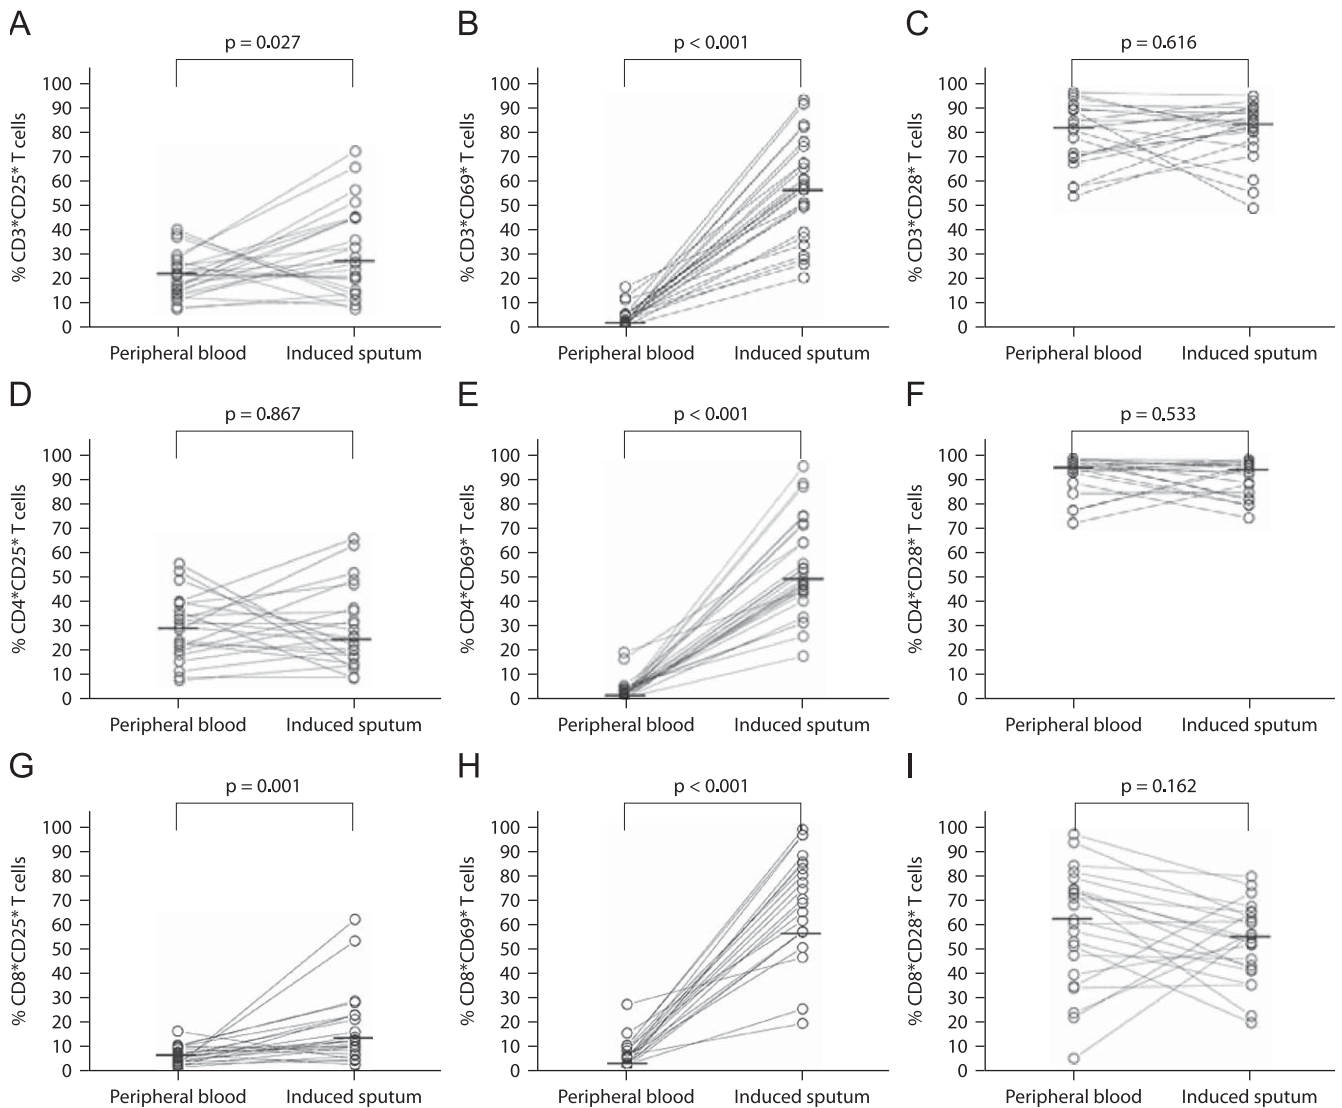 A
p = 0.027
% CD3*CD25* T cells
100
90
80
70
60
50
40
30
20
10
0
Peripheral blood
Induced sputum
B
p < 0.001
% CD3*CD69* T cells
100
90
80
70
60
50
40
30
20
10
0
Peripheral blood
Induced sputum
C
p = 0.616
% CD3*CD28* T cells
100
90
80
70
60
50
40
30
20
10
0
Peripheral blood
Induced sputum
D
p = 0.867
% CD4*CD25* T cells
100
90
80
70
60
50
40
30
20
10
0
Peripheral blood
Induced sputum
E
p < 0.001
% CD4*CD69* T cells
100
90
80
70
60
50
40
30
20
10
0
Peripheral blood
Induced sputum
F
p = 0.533
% CD4*CD28* T cells
100
90
80
70
60
50
40
30
20
10
0
Peripheral blood
Induced sputum
G
p = 0.001
% CD8*CD25* T cells
100
90
80
70
60
50
40
30
20
10
0
Peripheral blood
Induced sputum
H
p < 0.001
% CD8*CD69* T cells
100
90
80
70
60
50
40
30
20
10
0
Peripheral blood
Induced sputum
I
p = 0.162
% CD8*CD28* T cells
100
90
80
70
60
50
40
30
20
10
0
Peripheral blood
Induced sputum